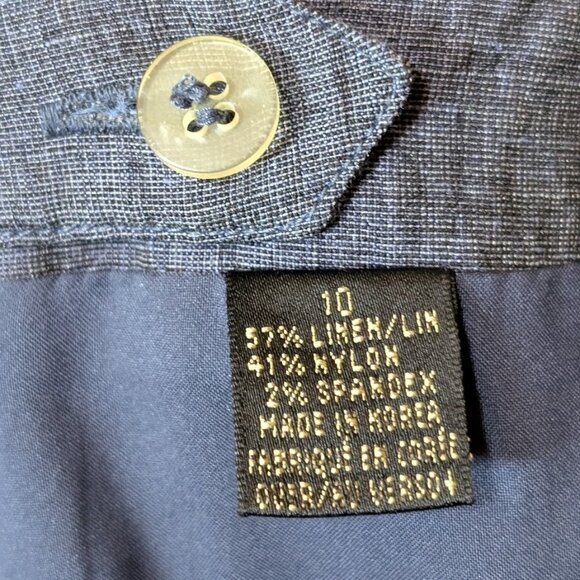 10
57% LINEN/LIN
41% NYLON
2% SPANDEX
MADE IN KOREA
FABRIQUÉ EN CORÉE
OVER/AU VERSO